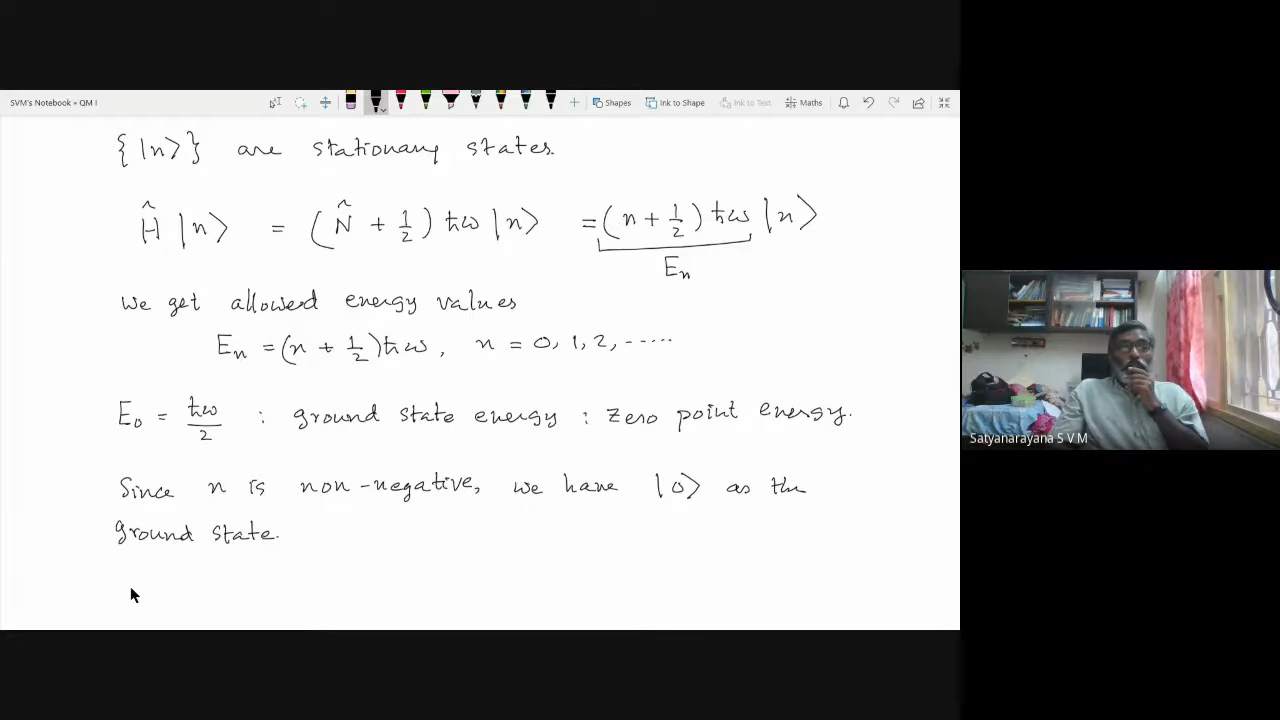 SVM's Notebook » QM I
Shapes
Ink to Shape
Ink to Text
Maths
{|n⟩} are stationary states.
Ĥ |n⟩ = (N̂ + 1/2) ħω |n⟩ = (n + 1/2) ħω |n⟩
Eₙ
We get allowed energy values
Eₙ = (n + 1/2) ħω, n = 0, 1, 2, -----
E₀ = ħω/2 : ground state energy : zero point energy.
Since n is non-negative, we have |0⟩ as the
ground state.
Satyanarayana S V M